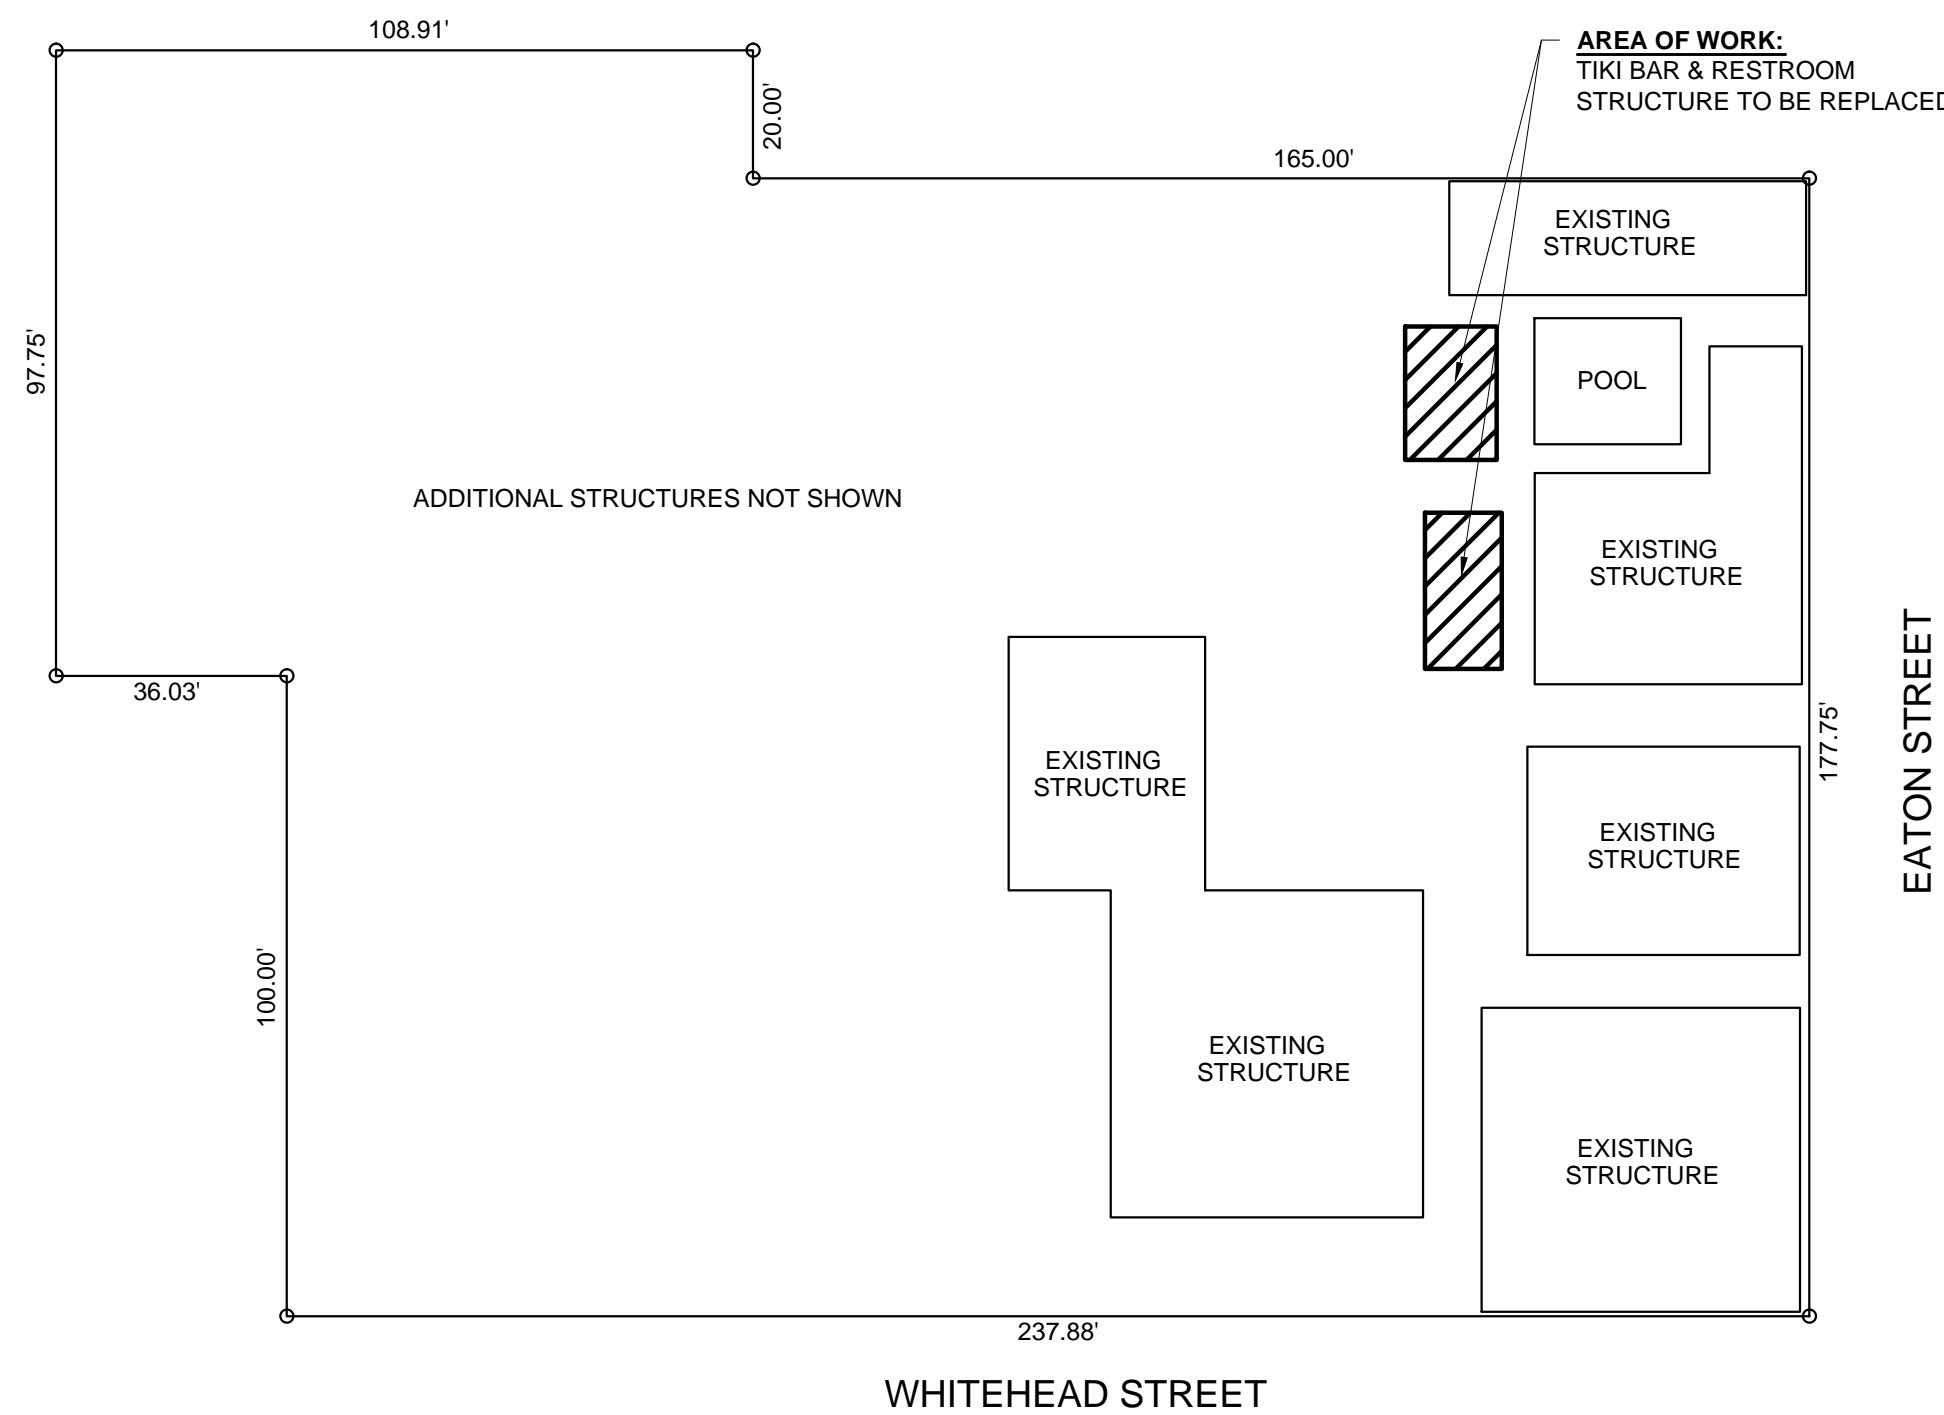 108.91'
AREA OF WORK:
TIKI BAR & RESTROOM
STRUCTURE TO BE REPLACED
20.00'
165.00'
EXISTING
STRUCTURE
97.75'
POOL
ADDITIONAL STRUCTURES NOT SHOWN
EXISTING
STRUCTURE
36.03'
EATON STREET
177.75'
EXISTING
STRUCTURE
EXISTING
STRUCTURE
100.00'
EXISTING
STRUCTURE
EXISTING
STRUCTURE
237.88'
WHITEHEAD STREET